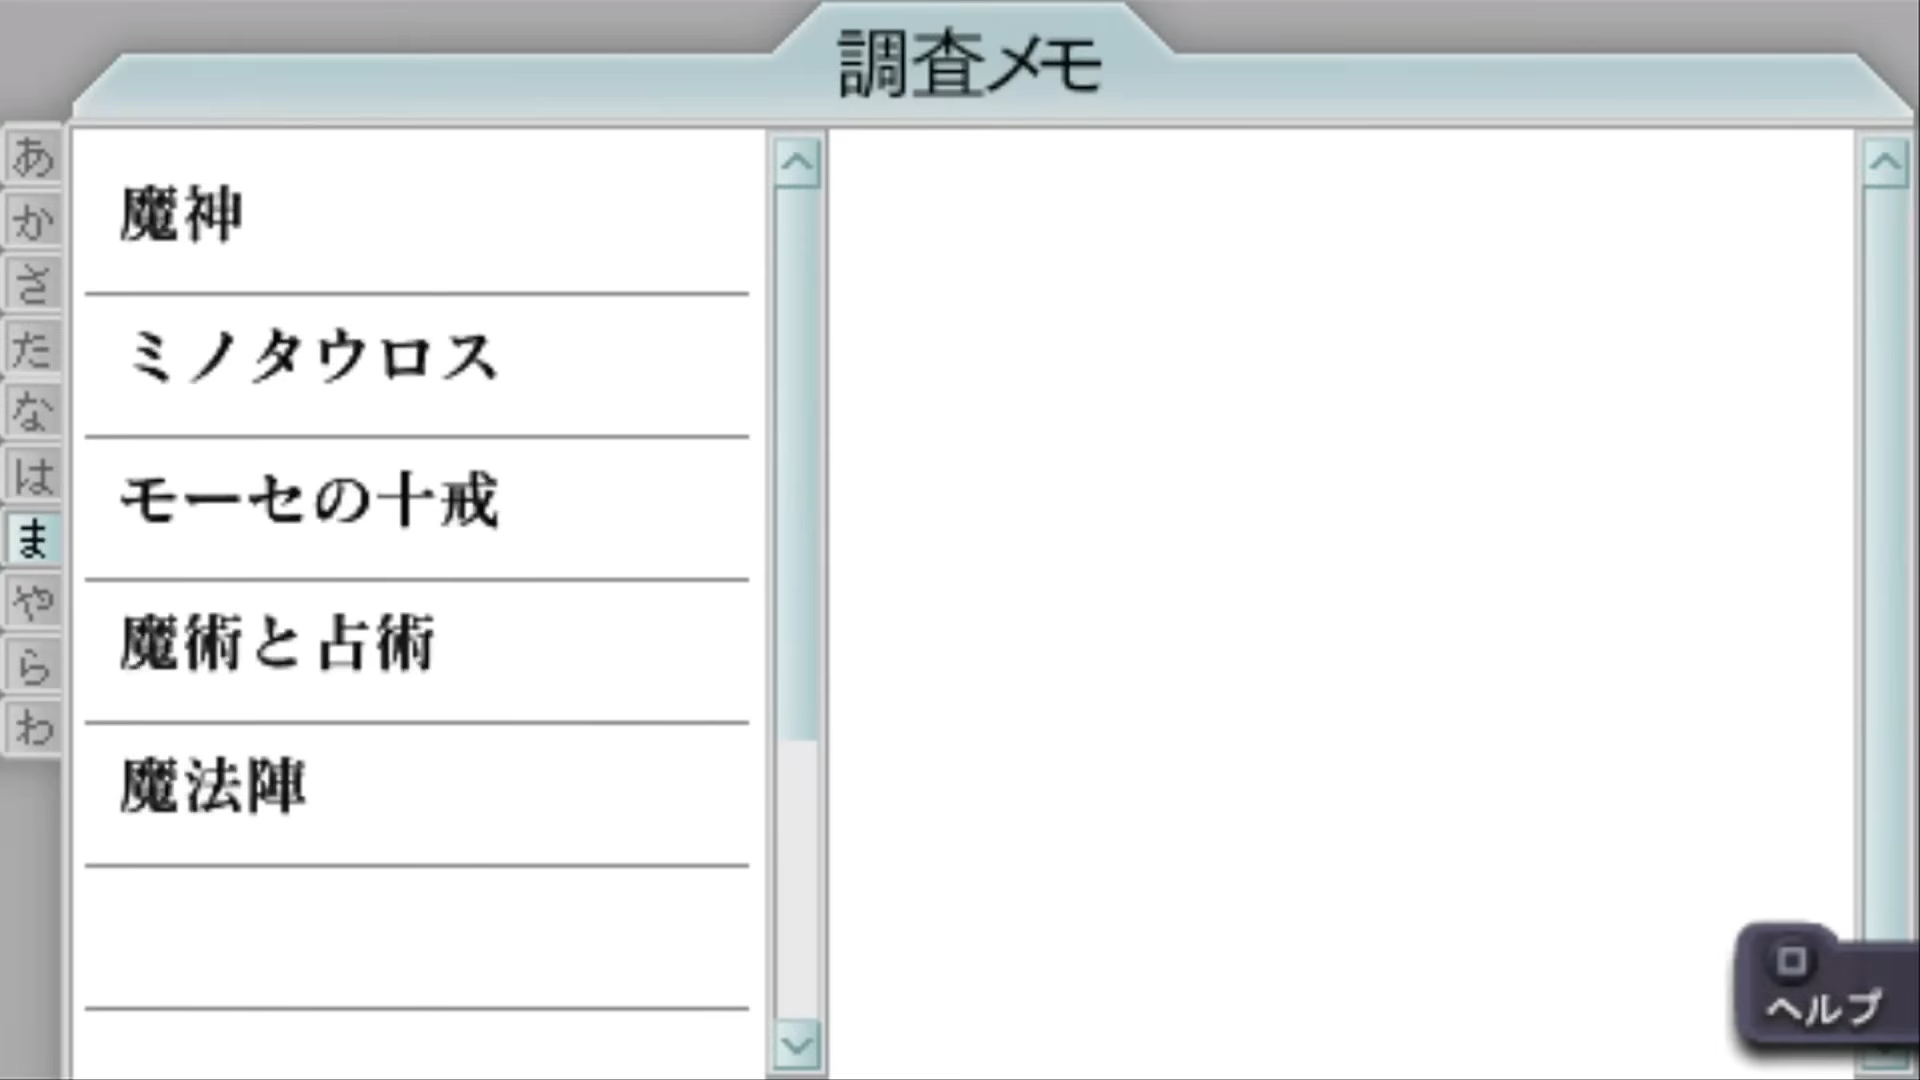 調査メモ
あ
か
さ
た
な
は
ま
や
ら
わ
魔神
ミノタウロス
モーセの十戒
魔術と占術
魔法陣
ヘルプ